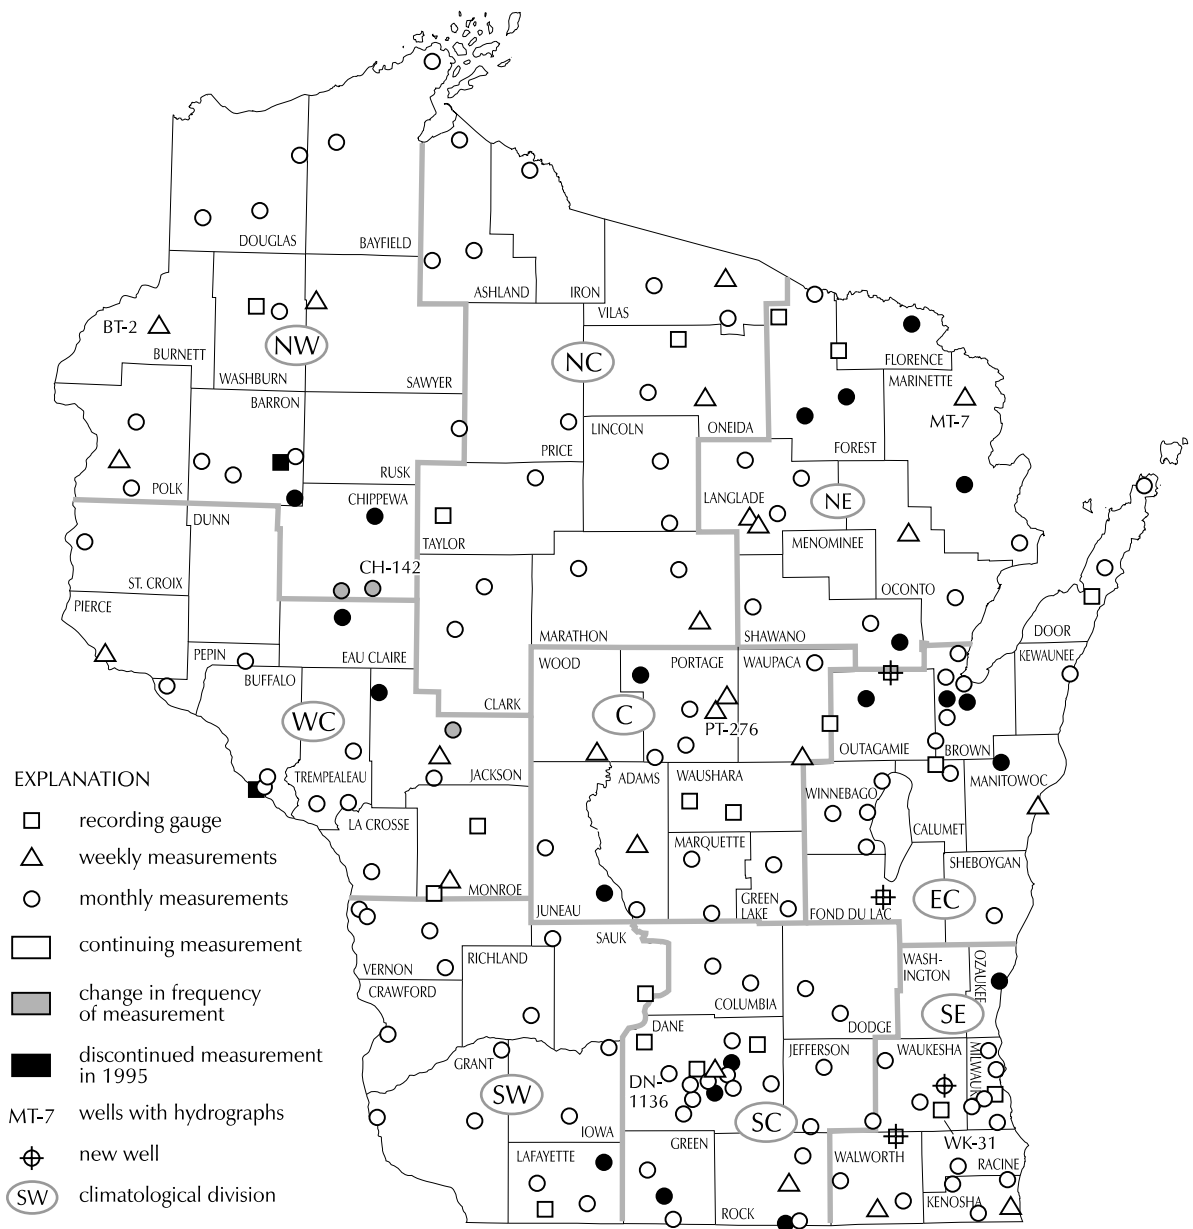 DOUGLAS
BAYFIELD
ASHLAND
IRON
VILAS
BT-2
BURNETT
NW
WASHBURN
SAWYER
NC
FLORENCE
MARINETTE
MT-7
BARRON
PRICE
LINCOLN
ONEIDA
FOREST
POLK
RUSK
CHIPPEWA
LANGLADE
NE
DUNN
TAYLOR
MENOMINEE
CH-142
ST. CROIX
OCONTO
PIERCE
MARATHON
SHAWANO
DOOR
PEPIN
EAU CLAIRE
WOOD
PORTAGE
WAUPACA
KEWAUNEE
BUFFALO
CLARK
WC
C
PT-276
OUTAGAMIE
BROWN
TREMPEALEAU
JACKSON
ADAMS
WAUSHARA
MANITOWOC
WINNEBAGO
LA CROSSE
CALUMET
MARQUETTE
SHEBOYGAN
MONROE
JUNEAU
GREEN
LAKE
FOND DU LAC
EC
SAUK
VERNON
RICHLAND
WASH-
INGTON
OZAUKEE
CRAWFORD
COLUMBIA
SE
DANE
DODGE
GRANT
JEFFERSON
WAUKESHA
MILWAUK
DN-
1136
SW
SC
IOWA
GREEN
WK-31
LAFAYETTE
WALWORTH
RACINE
KENOSHA
ROCK
EXPLANATION
recording gauge
weekly measurements
monthly measurements
continuing measurement
change in frequency
of measurement
discontinued measurement
in 1995
MT-7 wells with hydrographs
new well
SW climatological division